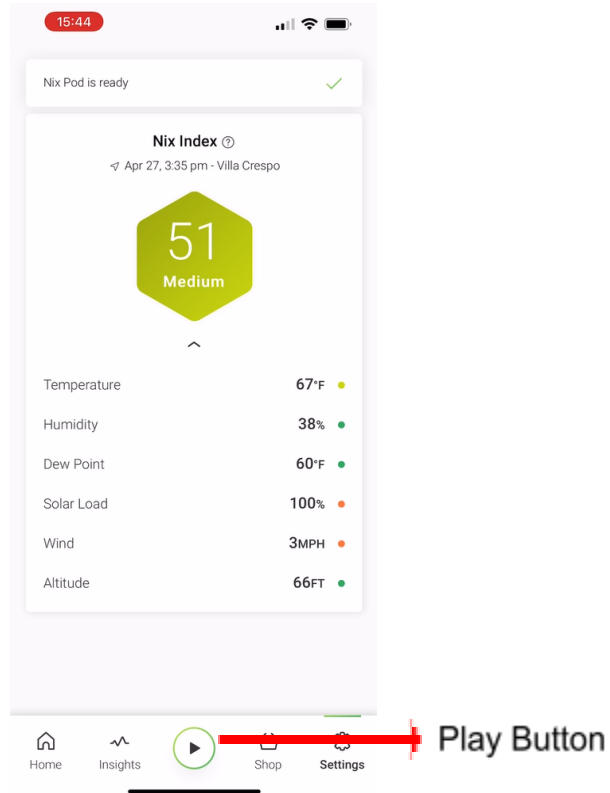 15:44
Nix Pod is ready
Nix Index ?
Apr 27, 3:35 pm - Villa Crespo
51
Medium
Temperature 67°F
Humidity 38%
Dew Point 60°F
Solar Load 100%
Wind 3MPH
Altitude 66FT
Home Insights Shop Settings
Play Button